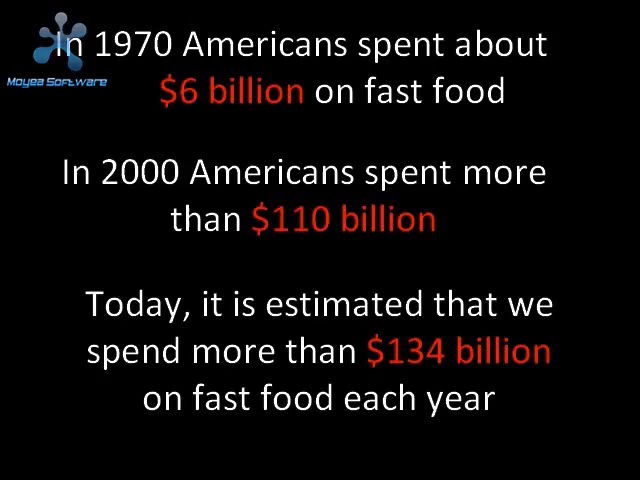 In 1970 Americans spent about
Moyea Software
$6 billion on fast food
In 2000 Americans spent more
than $110 billion
Today, it is estimated that we
spend more than $134 billion
on fast food each year